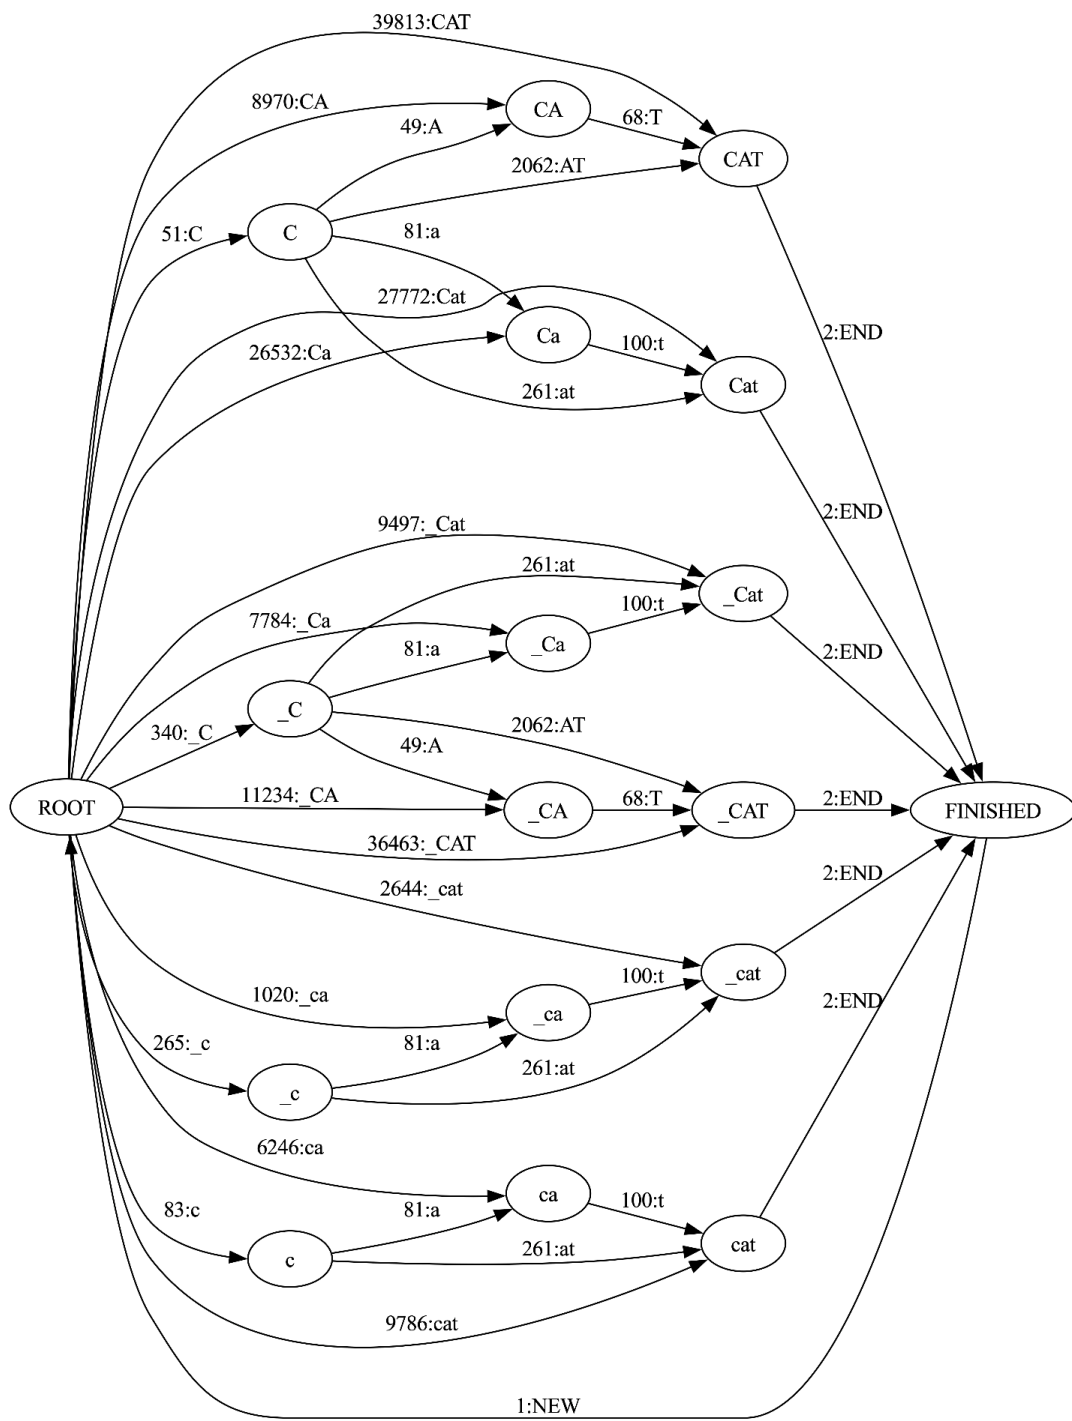 39813:CAT
8970:CA
CA
68:T
49:A
CAT
2062:AT
51:C
C
81:a
27772:Cat
Ca
2:END
26532:Ca
100:t
Cat
261:at
9497:_Cat
2:END
261:at
_Cat
100:t
7784:_Ca
_Ca
81:a
2:END
_C
340:_C
2062:AT
49:A
11234:_CA
68:T
2:END
ROOT
_CA
_CAT
FINISHED
36463:_CAT
2644:_cat
2:END
100:t
_cat
1020:_ca
2:END
_ca
265:_c
81:a
261:at
_c
6246:ca
ca
100:t
83:c
81:a
cat
261:at
c
9786:cat
1:NEW